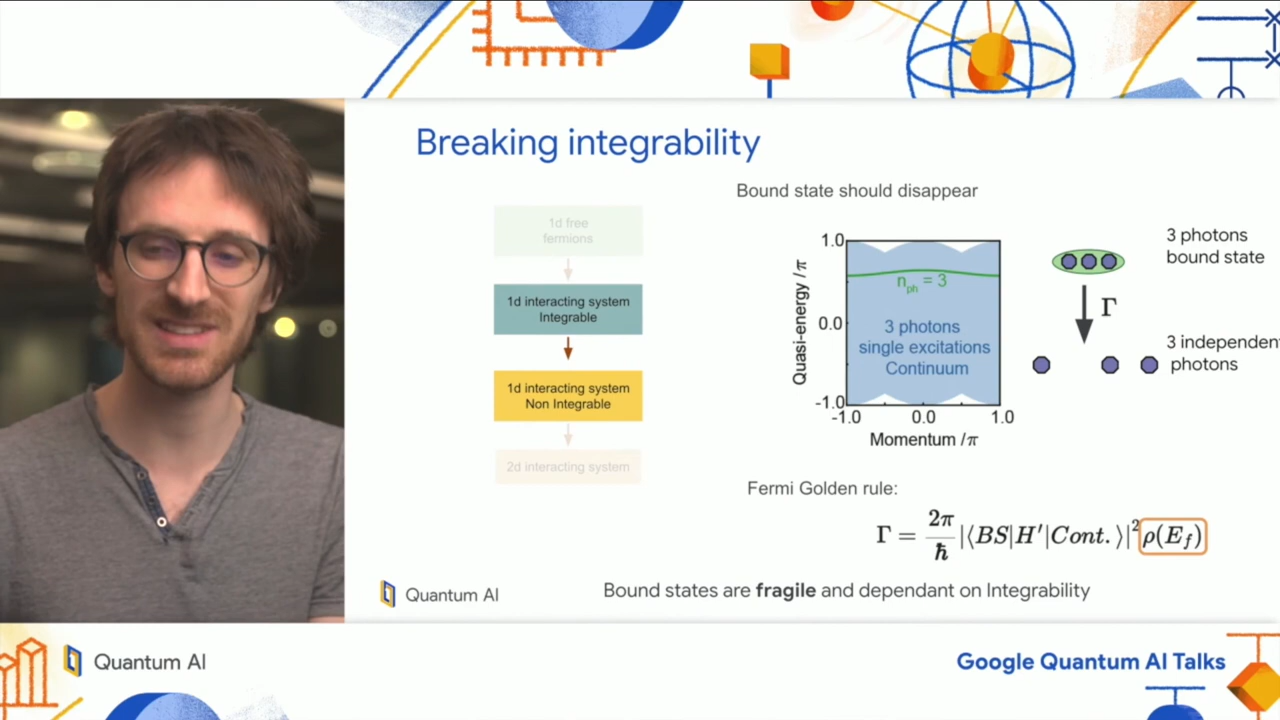 Breaking integrability
1d free
fermions
1d interacting system
Integrable
1d interacting system
Non Integrable
2d interacting system
Bound state should disappear
Quasi-energy /π
1.0
0.0
-1.0
n_ph = 3
3 photons
single excitations
Continuum
-1.0 0.0 1.0
Momentum /π
3 photons
bound state
Γ
3 independen
photons
Fermi Golden rule:
Γ = 2π/ħ |⟨BS|H′|Cont.⟩|² ρ(E_f)
Bound states are fragile and dependant on Integrability
Quantum AI
Quantum AI
Google Quantum AI Talks